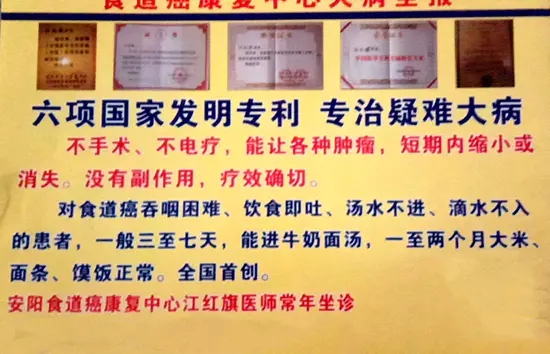 食道癌康复中心大病坐报
六项国家发明专利 专治疑难大病
不手术、不电疗，能让各种肿瘤，短期内缩小或
消失。没有副作用，疗效确切。
对食道癌吞咽困难、饮食即吐、汤水不进、滴水不入
的患者，一般三至七天，能进牛奶面汤，一至两个月大米、
面条、馍饭正常。全国首创。
安阳食道癌康复中心江红旗医师常年坐诊